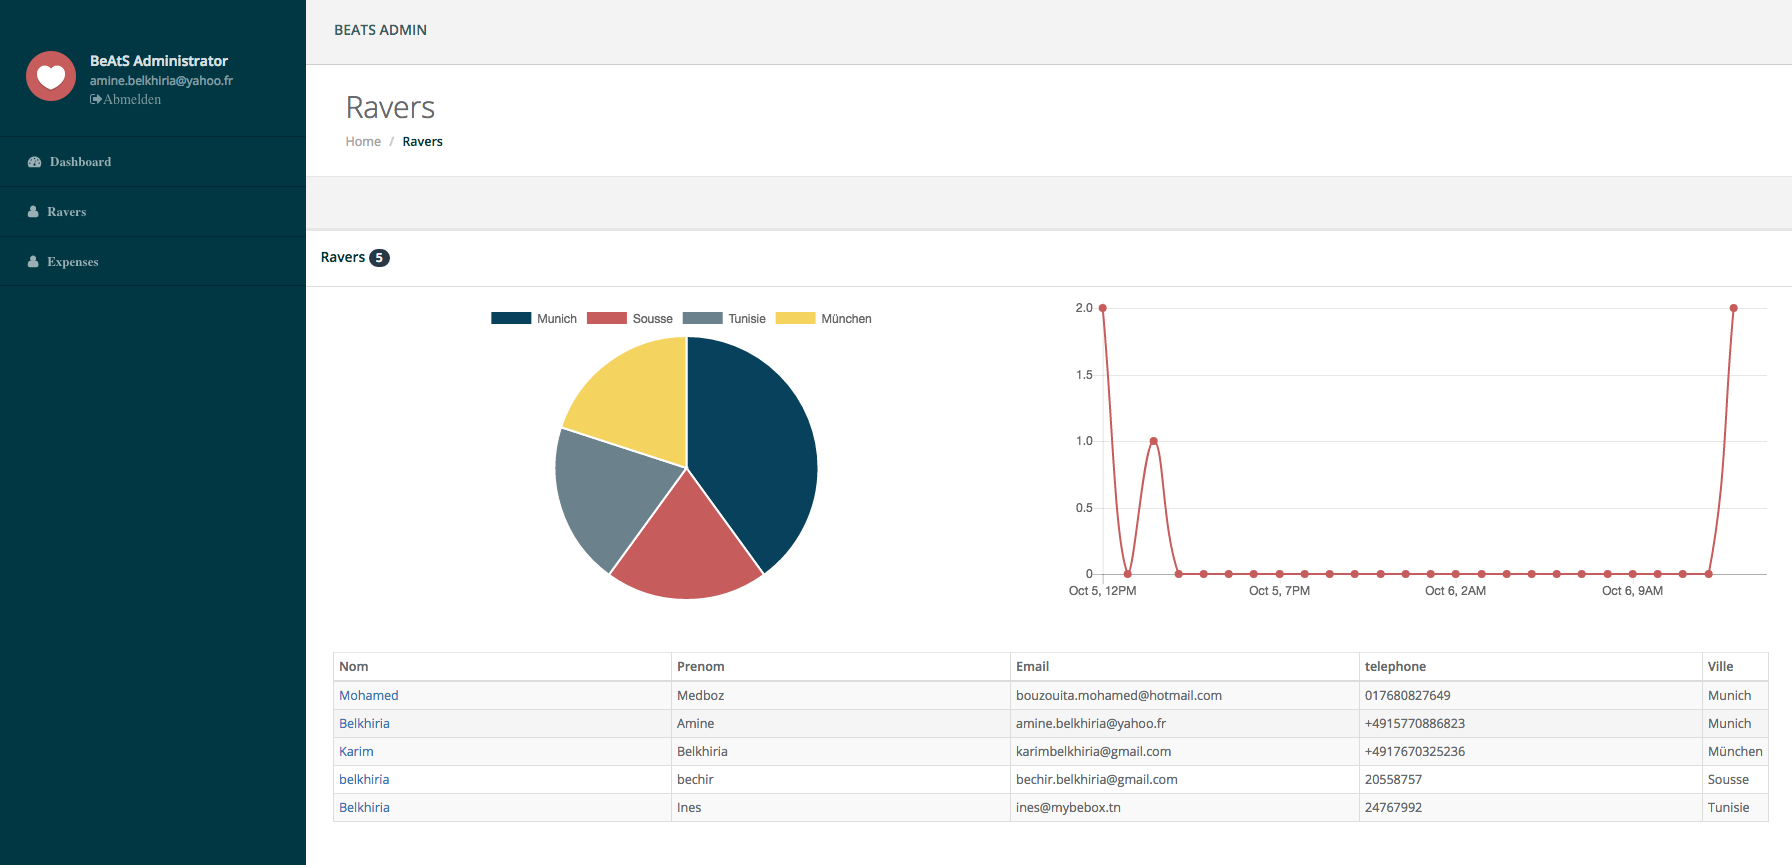 BeAtS Administrator
amine.belkhiria@yahoo.fr
Abmelden
Dashboard
Ravers
Expenses
BEATS ADMIN
Ravers
Home / Ravers
Ravers 5
Munich Sousse Tunisie München
2.0
1.5
1.0
0.5
0
Oct 5, 12PM Oct 5, 7PM Oct 6, 2AM Oct 6, 9AM
Nom Prenom Email telephone Ville
Mohamed Medboz bouzouita.mohamed@hotmail.com 017680827649 Munich
Belkhiria Amine amine.belkhiria@yahoo.fr +4915770886823 Munich
Karim Belkhiria karimbelkhiria@gmail.com +4917670325236 München
belkhiria bechir bechir.belkhiria@gmail.com 20558757 Sousse
Belkhiria Ines ines@mybebox.tn 24767992 Tunisie